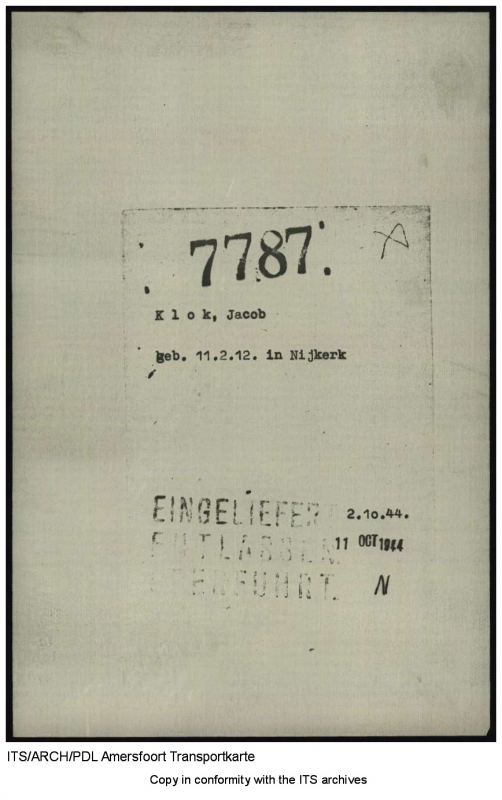 7787.
K l o k, Jacob
geb. 11.2.12. in Nijkerk
EINGELIEFERT 2.10.44.
ENTLASSEN. 11 OCT 1944
ÜBERFÜHRT. N
ITS/ARCH/PDL Amersfoort Transportkarte
Copy in conformity with the ITS archives